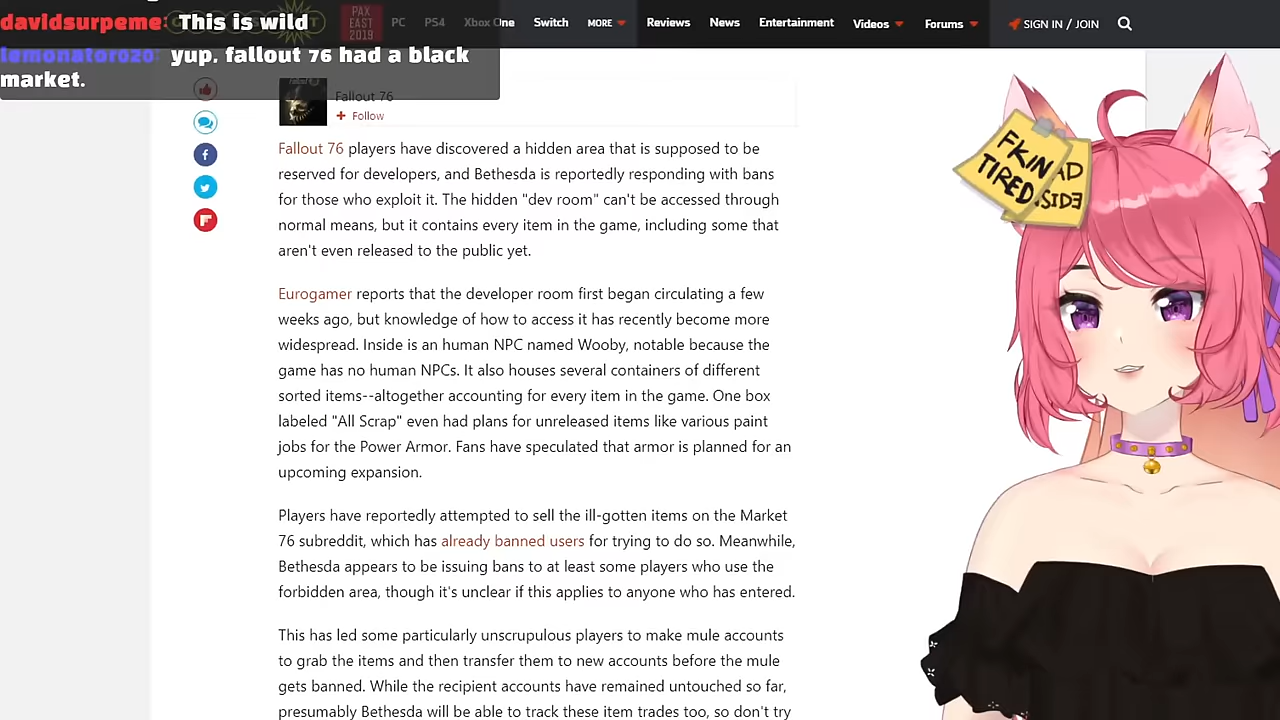 davidsurpeme: This is wild
lemonator020: yup. fallout 76 had a black
market.
PAX
EAST
2019
PC
PS4
Xbox One
Switch
MORE
Reviews
News
Entertainment
Videos
Forums
SIGN IN / JOIN
Fallout 76
+ Follow
Fallout 76 players have discovered a hidden area that is supposed to be
reserved for developers, and Bethesda is reportedly responding with bans
for those who exploit it. The hidden "dev room" can't be accessed through
normal means, but it contains every item in the game, including some that
aren't even released to the public yet.
Eurogamer reports that the developer room first began circulating a few
weeks ago, but knowledge of how to access it has recently become more
widespread. Inside is an human NPC named Wooby, notable because the
game has no human NPCs. It also houses several containers of different
sorted items--altogether accounting for every item in the game. One box
labeled "All Scrap" even had plans for unreleased items like various paint
jobs for the Power Armor. Fans have speculated that armor is planned for an
upcoming expansion.
Players have reportedly attempted to sell the ill-gotten items on the Market
76 subreddit, which has already banned users for trying to do so. Meanwhile,
Bethesda appears to be issuing bans to at least some players who use the
forbidden area, though it's unclear if this applies to anyone who has entered.
This has led some particularly unscrupulous players to make mule accounts
to grab the items and then transfer them to new accounts before the mule
gets banned. While the recipient accounts have remained untouched so far,
presumably Bethesda will be able to track these item trades too, so don't try
FKIN
TIRED